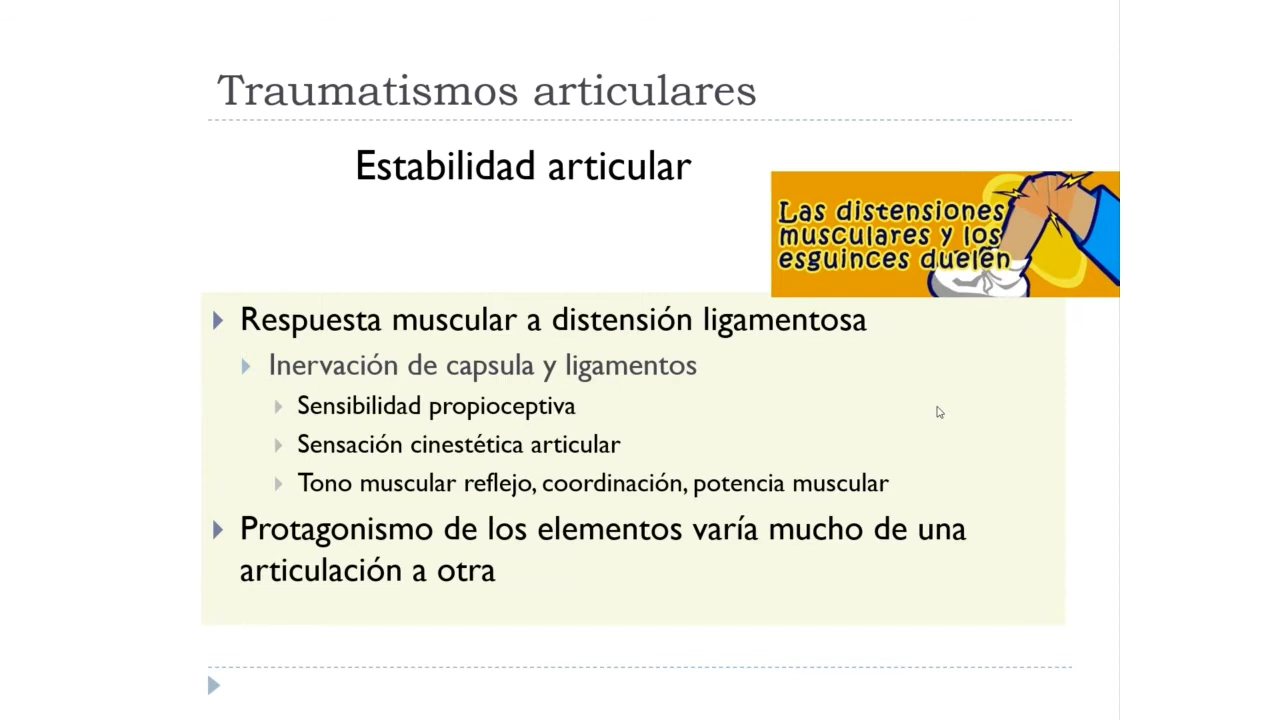 Traumatismos articulares
Estabilidad articular
Las distensiones
musculares y los
esguinces duelen
Respuesta muscular a distensión ligamentosa
Inervación de capsula y ligamentos
Sensibilidad propioceptiva
Sensación cinestética articular
Tono muscular reflejo, coordinación, potencia muscular
Protagonismo de los elementos varía mucho de una
articulación a otra